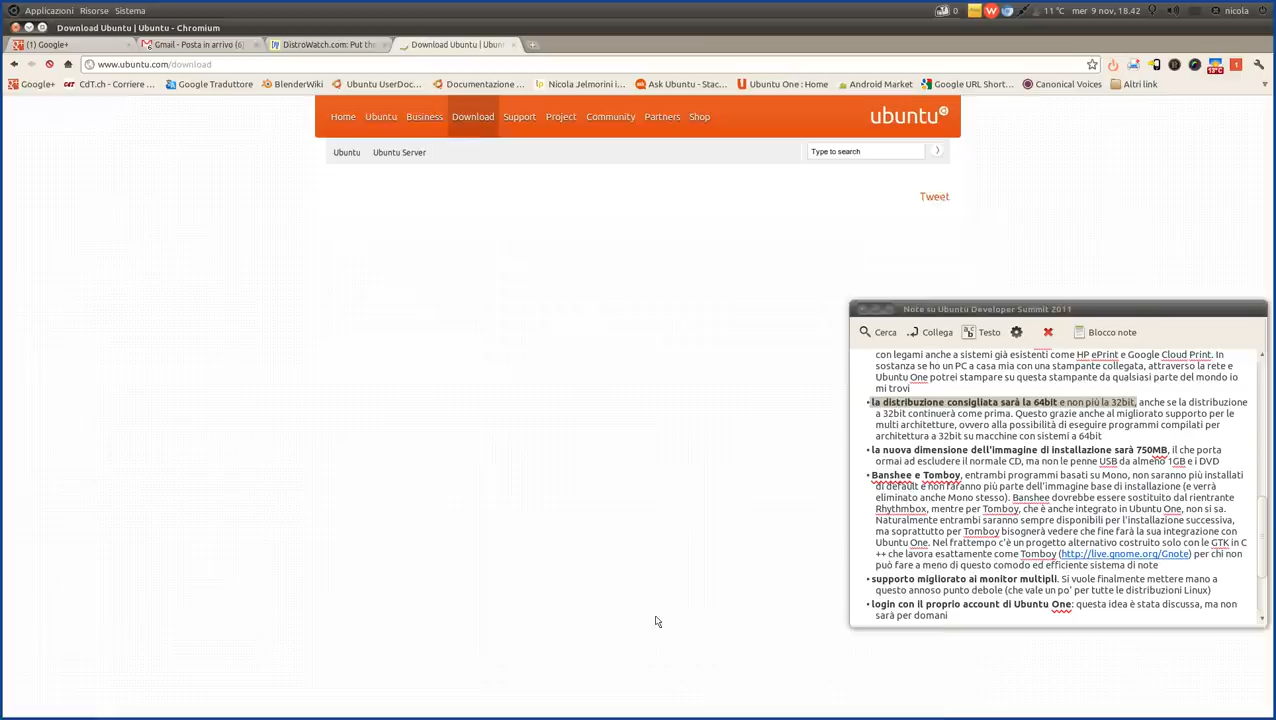 Applicazioni Risorse Sistema
0 11 °C mer 9 nov, 18.42 nicola
Download Ubuntu | Ubuntu - Chromium
(1) Google+ Gmail - Posta in arrivo (6) DistroWatch.com: Put the Download Ubuntu | Ubun
www.ubuntu.com/download
Google+ CdT.ch - Corriere ... Google Traduttore BlenderWiki Ubuntu UserDoc... Documentazione ... Nicola Jelmorini i... Ask Ubuntu - Stac... Ubuntu One : Home Android Market Google URL Short... Canonical Voices Altri link
Home Ubuntu Business Download Support Project Community Partners Shop ubuntu
Ubuntu Ubuntu Server Type to search
Tweet
Note su Ubuntu Developer Summit 2011
Cerca Collega Testo Blocco note
con legami anche a sistemi già esistenti come HP ePrint e Google Cloud Print. In
sostanza se ho un PC a casa mia con una stampante collegata, attraverso la rete e
Ubuntu One potrei stampare su questa stampante da qualsiasi parte del mondo io
mi trovi
•la distribuzione consigliata sarà la 64bit e non più la 32bit, anche se la distribuzione
a 32bit continuerà come prima. Questo grazie anche al migliorato supporto per le
multi architetture, ovvero alla possibilità di eseguire programmi compilati per
architettura a 32bit su macchine con sistemi a 64bit
•la nuova dimensione dell'immagine di installazione sarà 750MB, il che porta
ormai ad escludere il normale CD, ma non le penne USB da almeno 1GB e i DVD
•Banshee e Tomboy, entrambi programmi basati su Mono, non saranno più installati
di default e non faranno più parte dell'immagine base di installazione (e verrà
eliminato anche Mono stesso). Banshee dovrebbe essere sostituito dal rientrante
Rhythmbox, mentre per Tomboy, che è anche integrato in Ubuntu One, non si sa.
Naturalmente entrambi saranno sempre disponibili per l'installazione successiva,
ma soprattutto per Tomboy bisognerà vedere che fine farà la sua integrazione con
Ubuntu One. Nel frattempo c'è un progetto alternativo costruito solo con le GTK in C
++ che lavora esattamente come Tomboy (http://live.gnome.org/Gnote) per chi non
può fare a meno di questo comodo ed efficiente sistema di note
•supporto migliorato ai monitor multipli. Si vuole finalmente mettere mano a
questo annoso punto debole (che vale un po' per tutte le distribuzioni Linux)
•login con il proprio account di Ubuntu One: questa idea è stata discussa, ma non
sarà per domani